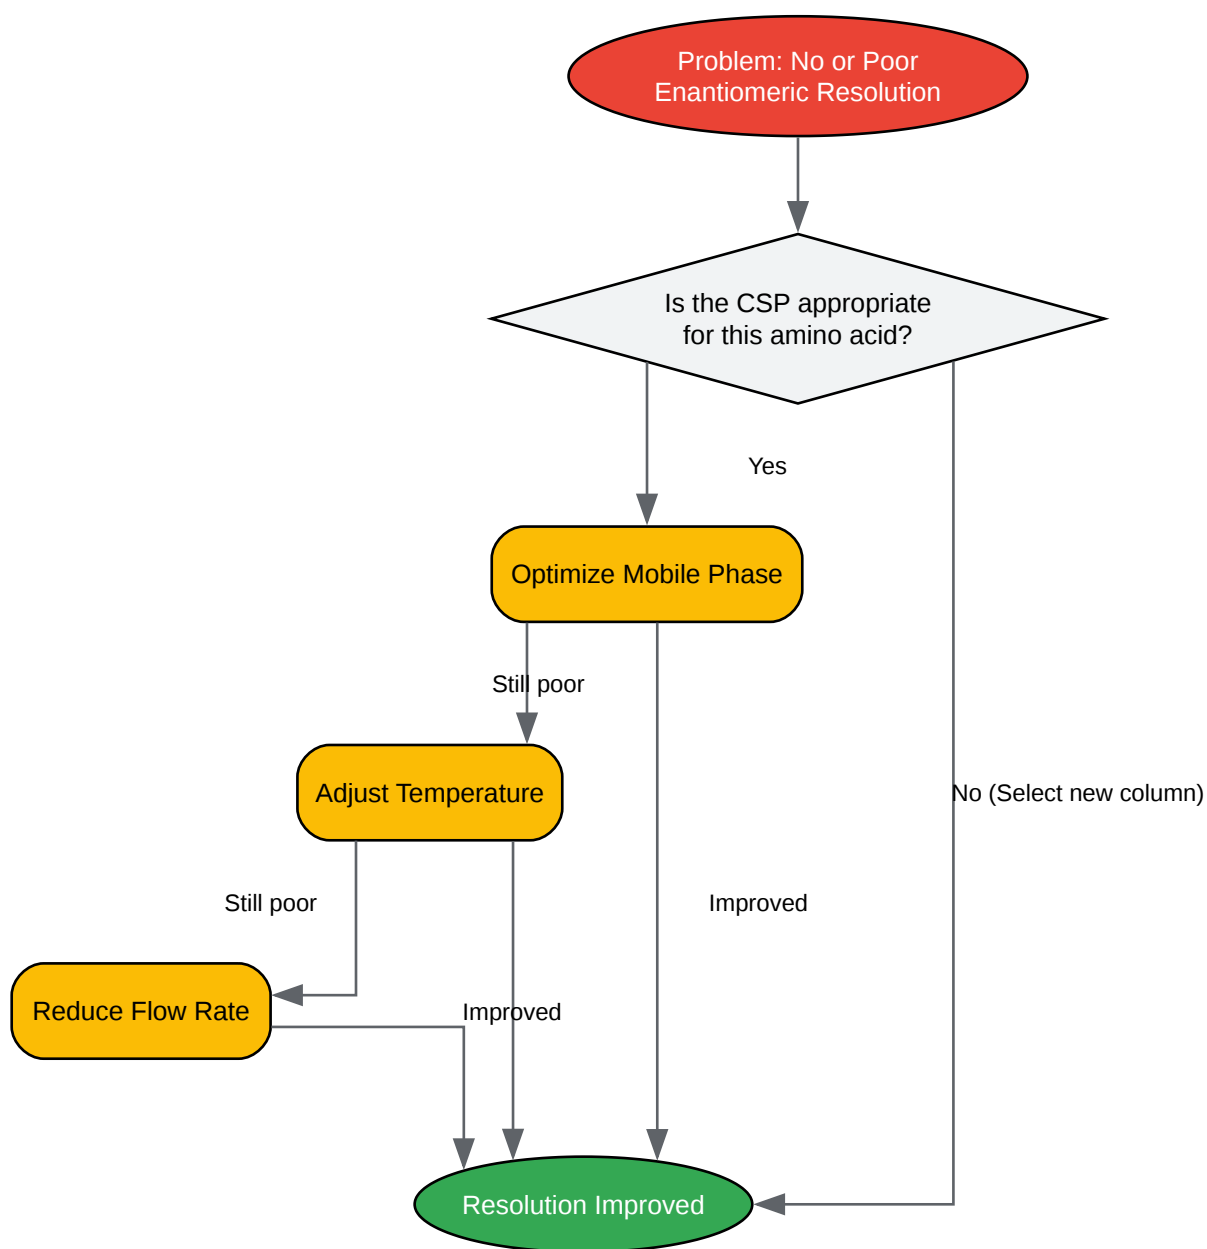 Problem: No or Poor
Enantiomeric Resolution
Is the CSP appropriate
for this amino acid?
Yes
Optimize Mobile Phase
Still poor
Adjust Temperature
No (Select new column)
Still poor
Improved
Reduce Flow Rate
Improved
Resolution Improved